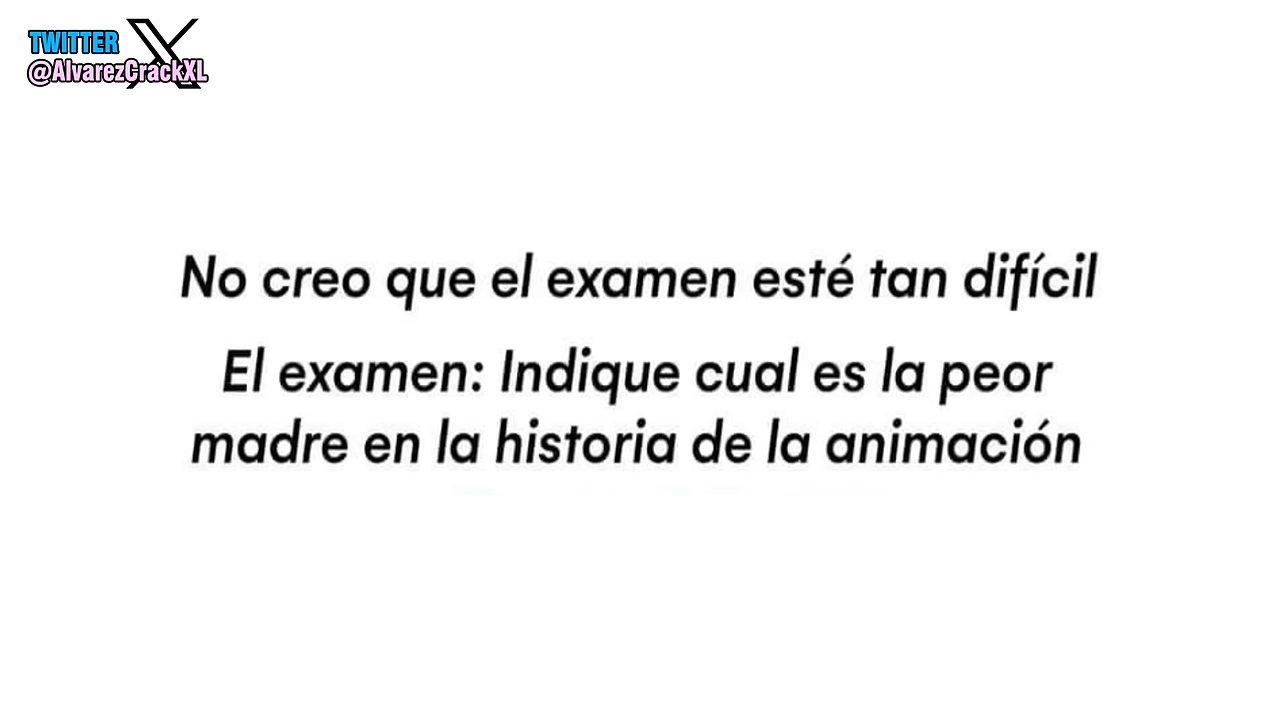 TWITTER
@AlvarezCrackXL
No creo que el examen esté tan difícil
El examen: Indique cual es la peor
madre en la historia de la animación